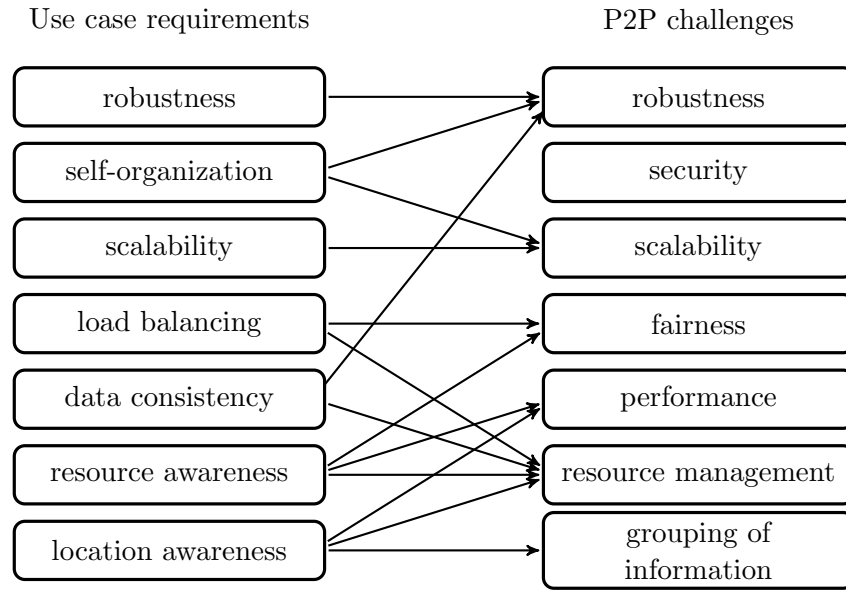 Use case requirements
P2P challenges
robustness
robustness
self-organization
security
scalability
scalability
load balancing
fairness
data consistency
performance
resource awareness
resource management
location awareness
grouping of
information